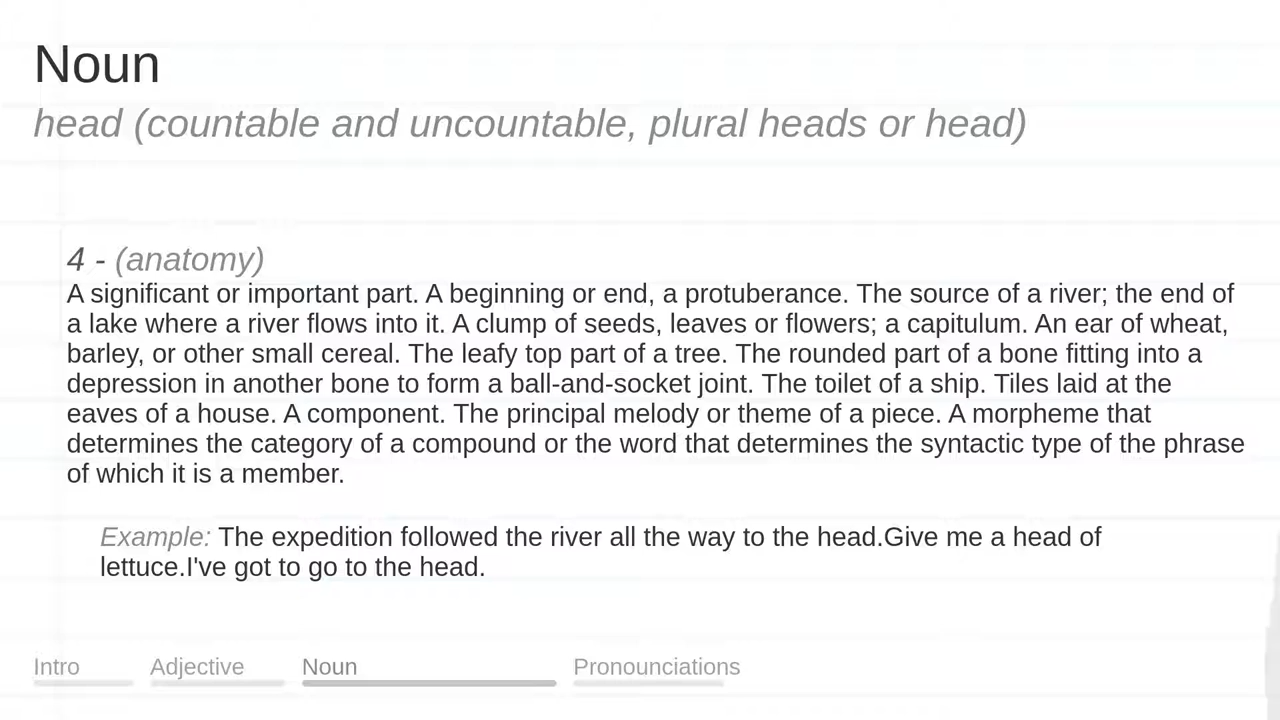 Noun
head (countable and uncountable, plural heads or head)
4 - (anatomy)
A significant or important part. A beginning or end, a protuberance. The source of a river; the end of
a lake where a river flows into it. A clump of seeds, leaves or flowers; a capitulum. An ear of wheat,
barley, or other small cereal. The leafy top part of a tree. The rounded part of a bone fitting into a
depression in another bone to form a ball-and-socket joint. The toilet of a ship. Tiles laid at the
eaves of a house. A component. The principal melody or theme of a piece. A morpheme that
determines the category of a compound or the word that determines the syntactic type of the phrase
of which it is a member.
Example: The expedition followed the river all the way to the head.Give me a head of
lettuce.I've got to go to the head.
Intro Adjective Noun Pronounciations